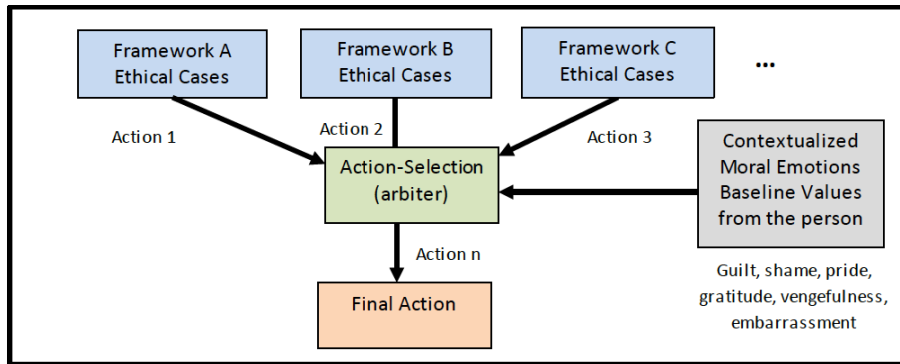 Framework A
Ethical Cases
Framework B
Ethical Cases
Framework C
Ethical Cases
...
Action 1
Action 2
Action 3
Action-Selection
(arbiter)
Contextualized
Moral Emotions
Baseline Values
from the person
Action n
Guilt, shame, pride,
gratitude, vengefulness,
embarrassment
Final Action